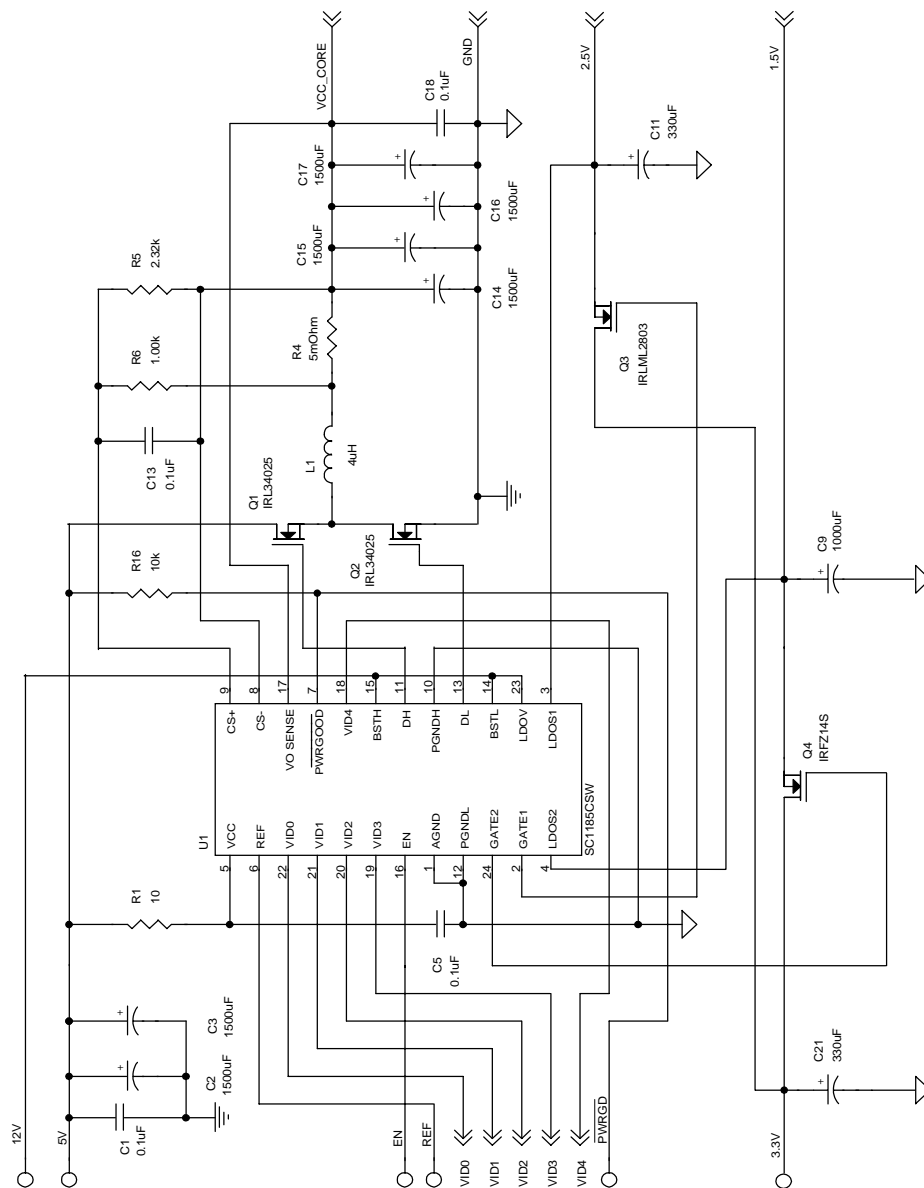 12V
5V
C1
0.1uF
C2
1500uF
C3
1500uF
R1
10
C5
0.1uF
EN
REF
VID0
VID1
VID2
VID3
VID4
PWRGD
3.3V
C21
330uF
U1
5
VCC
6
REF
22
VID0
21
VID1
20
VID2
19
VID3
16
EN
1
AGND
12
PGNDL
24
GATE2
2
GATE1
4
LDOS2
CS+
9
CS-
8
VO SENSE
17
PWRGOOD
7
VID4
18
BSTH
15
DH
11
PGNDH
10
DL
13
BSTL
14
LDOV
23
LDOS1
3
SC1185CSW
R16
10k
Q1
IRL34025
Q2
IRL34025
C13
0.1uF
R6
1.00k
R5
2.32k
L1
4uH
R4
5mOhm
C14
1500uF
C15
1500uF
C16
1500uF
C17
1500uF
C18
0.1uF
VCC_CORE
GND
Q3
IRLML2803
C11
330uF
2.5V
Q4
IRFZ14S
C9
1000uF
1.5V